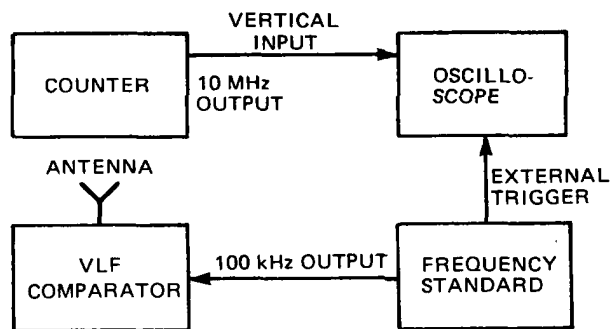 VERTICAL
INPUT
COUNTER
10 MHz
OUTPUT
OSCILLO-
SCOPE
ANTENNA
EXTERNAL
TRIGGER
VLF
COMPARATOR
100 kHz OUTPUT
FREQUENCY
STANDARD